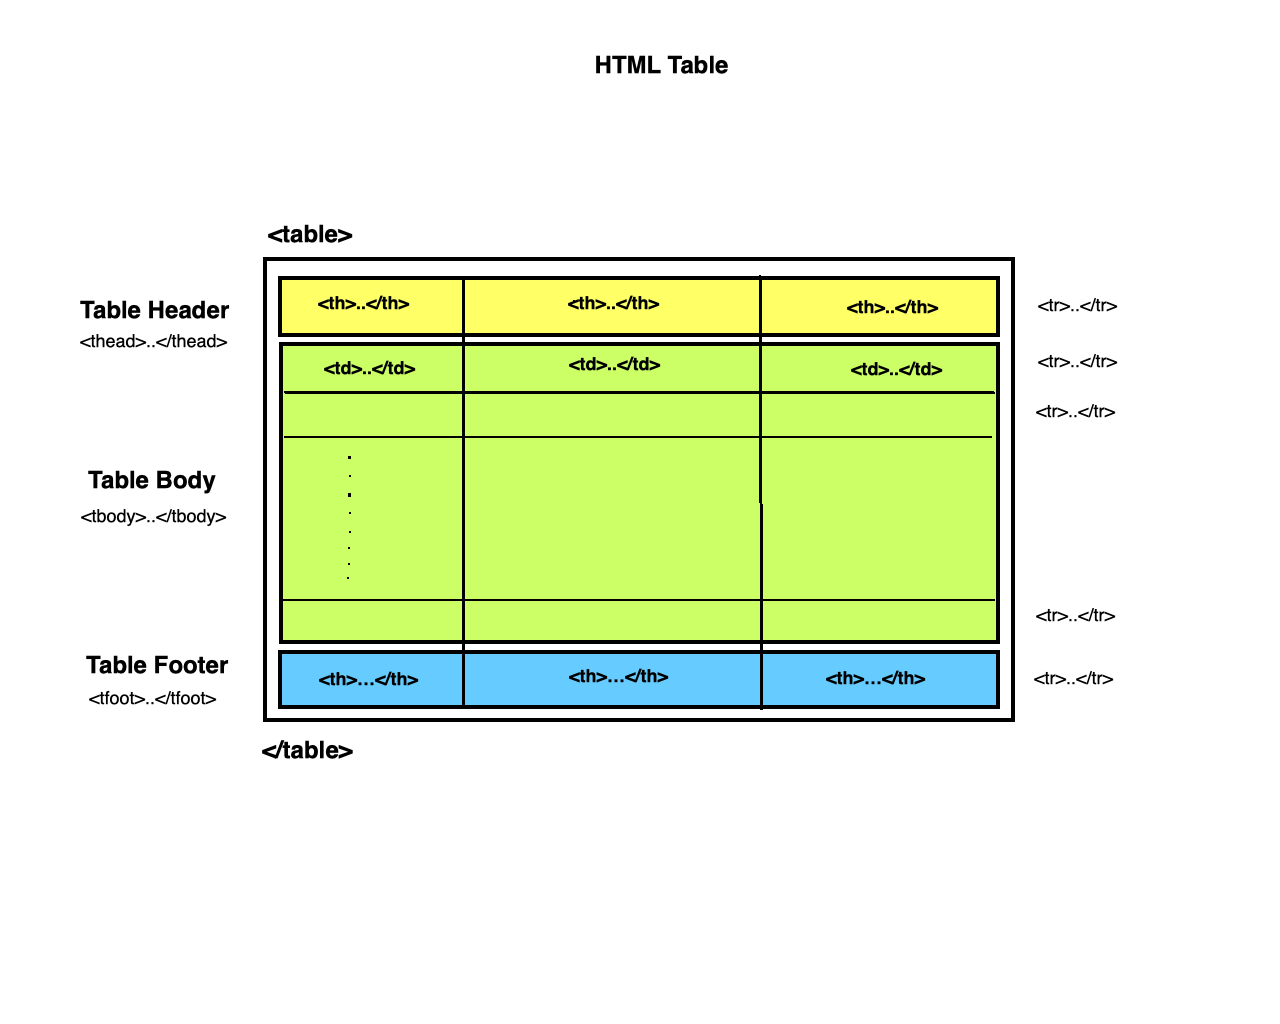 HTML Table
<table>
Table Header
<thead>..</thead>
<th>..</th> <th>..</th> <th>..</th> <tr>..</tr>
<td>..</td> <td>..</td> <td>..</td> <tr>..</tr>
<tr>..</tr>
Table Body
<tbody>..</tbody>
<tr>..</tr>
Table Footer
<tfoot>..</tfoot>
<th>...</th> <th>...</th> <th>...</th> <tr>..</tr>
</table>